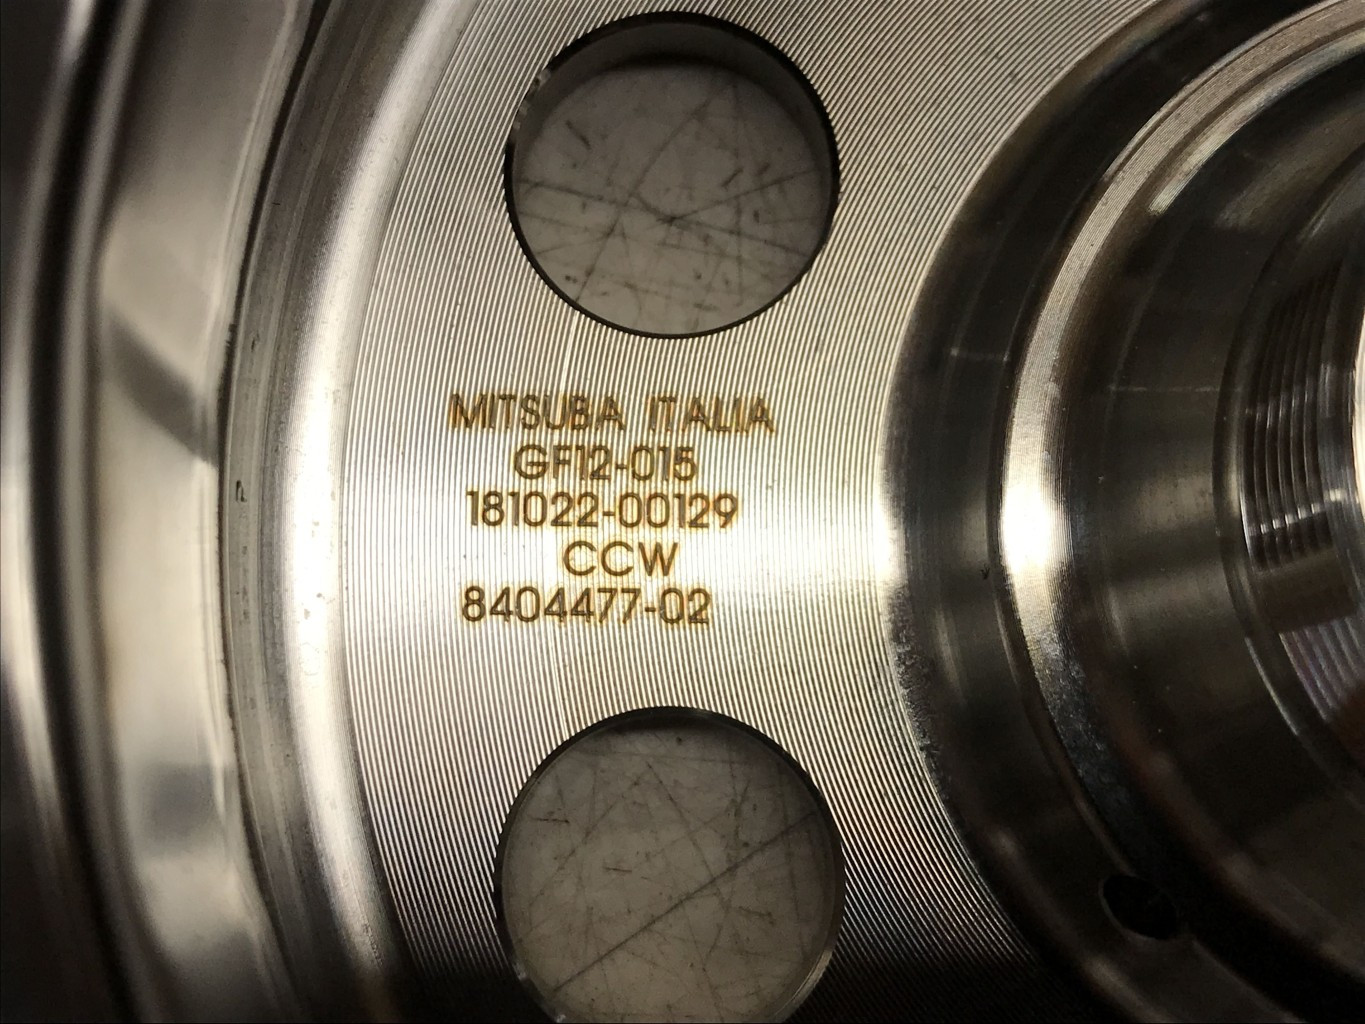 MITSUBA ITALIA
GF12-015
181022-00129
CCW
8404477-02